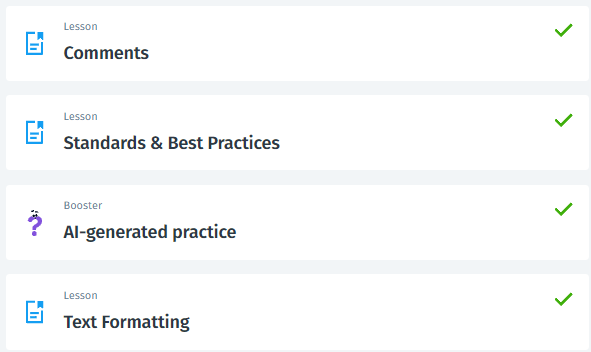 Lesson
Comments
Lesson
Standards & Best Practices
Booster
AI-generated practice
Lesson
Text Formatting